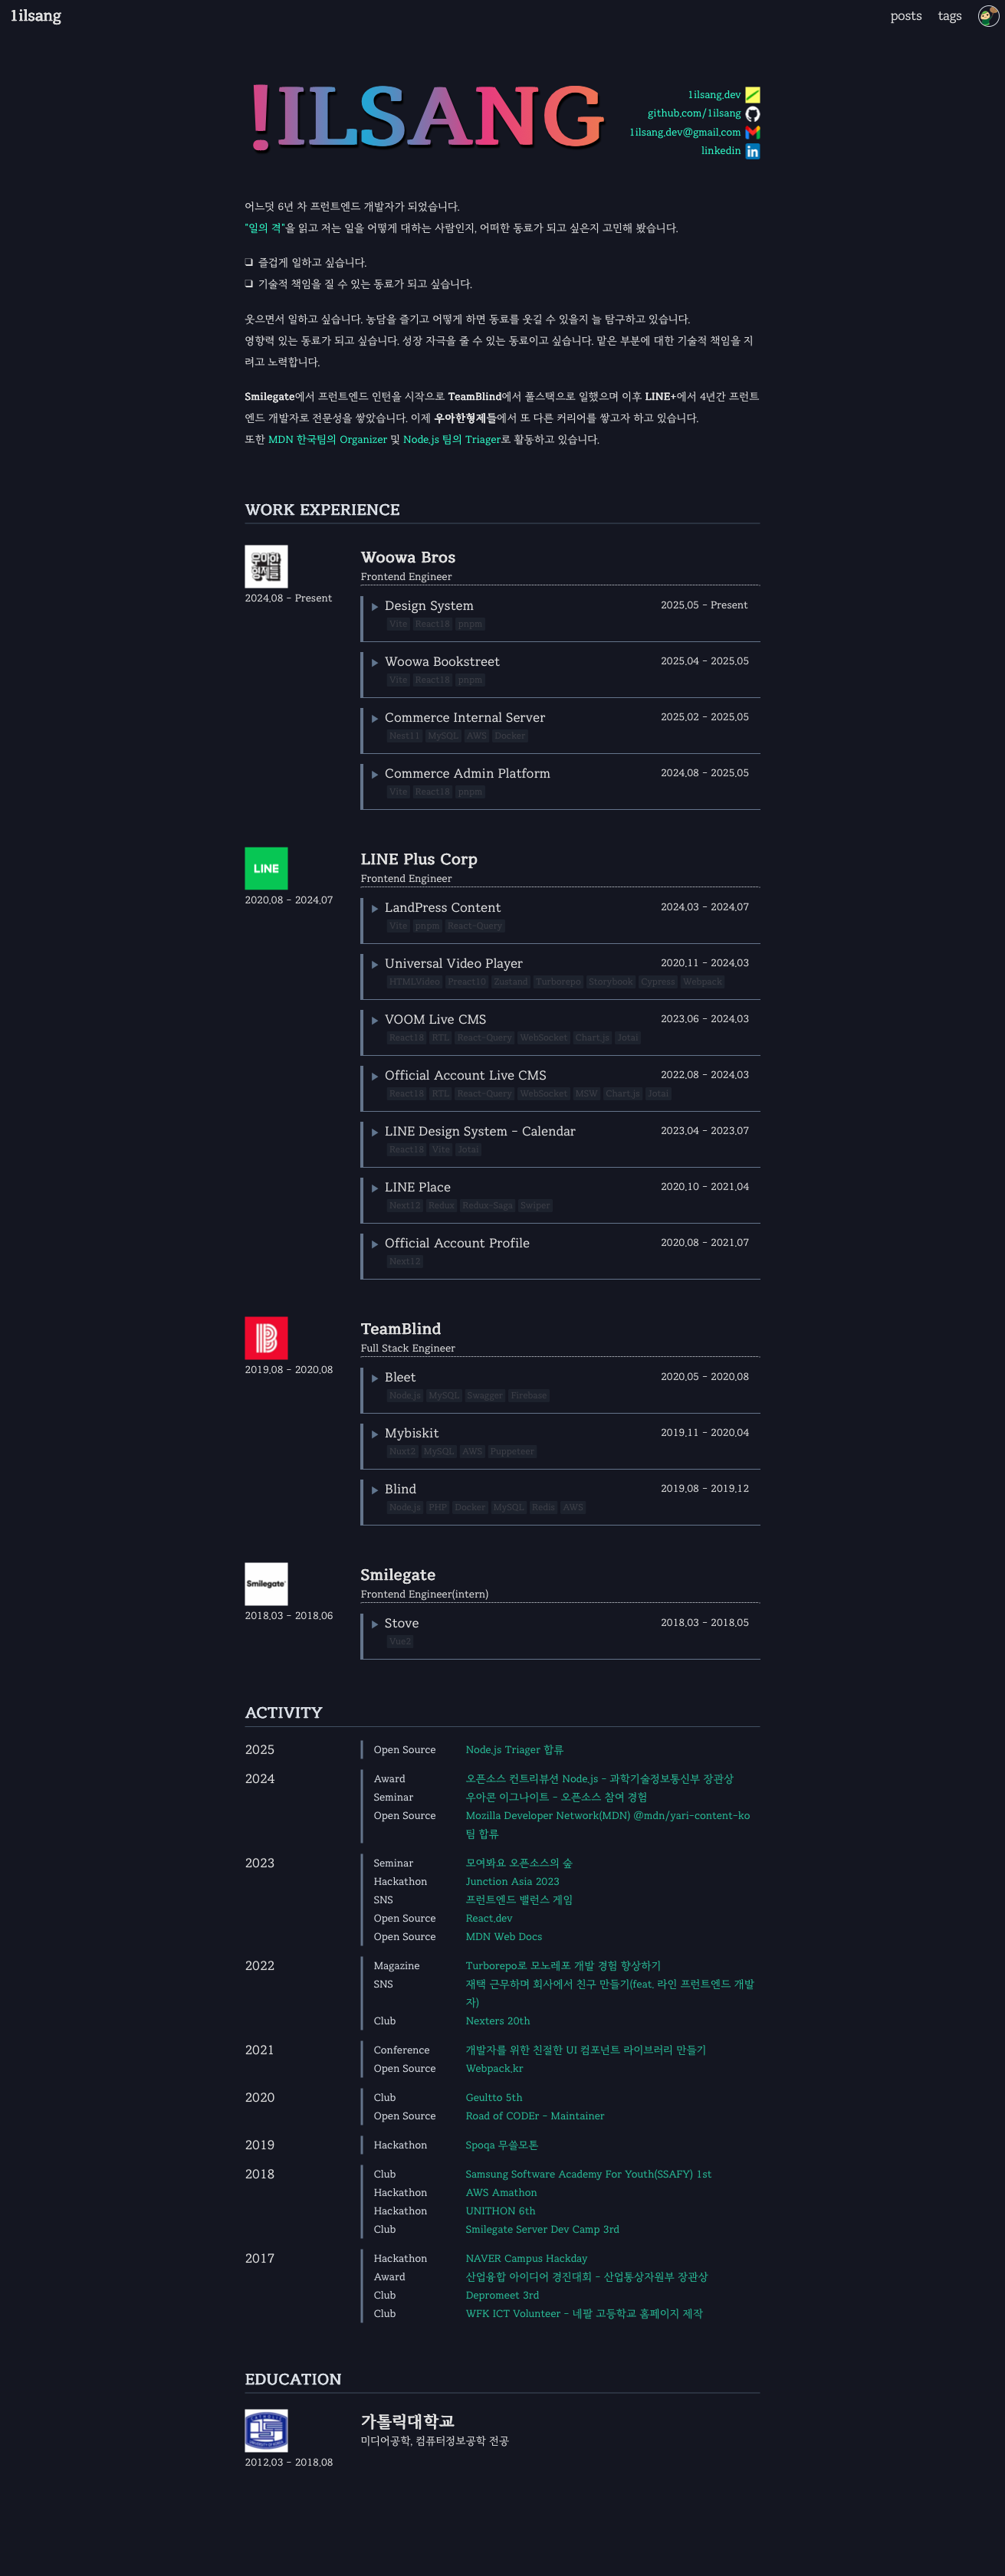 1ilsang
posts tags
!ILSANG
1ilsang.dev
github.com/1ilsang
1ilsang.dev@gmail.com
linkedin
어느덧 6년 차 프런트엔드 개발자가 되었습니다.
"일의 격"을 읽고 저는 일을 어떻게 대하는 사람인지, 어떠한 동료가 되고 싶은지 고민해 봤습니다.
❏ 즐겁게 일하고 싶습니다.
❏ 기술적 책임을 질 수 있는 동료가 되고 싶습니다.
웃으면서 일하고 싶습니다. 농담을 즐기고 어떻게 하면 동료를 웃길 수 있을지 늘 탐구하고 있습니다.
영향력 있는 동료가 되고 싶습니다. 성장 자극을 줄 수 있는 동료이고 싶습니다. 맡은 부분에 대한 기술적 책임을 지
려고 노력합니다.
Smilegate에서 프런트엔드 인턴을 시작으로 TeamBlind에서 풀스택으로 일했으며 이후 LINE+에서 4년간 프런트
엔드 개발자로 전문성을 쌓았습니다. 이제 우아한형제들에서 또 다른 커리어를 쌓고자 하고 있습니다.
또한 MDN 한국팀의 Organizer 및 Node.js 팀의 Triager로 활동하고 있습니다.
WORK EXPERIENCE
우아한
형제들
2024.08 - Present
Woowa Bros
Frontend Engineer
Design System 2025.05 - Present
Vite React18 pnpm
Woowa Bookstreet 2025.04 - 2025.05
Vite React18 pnpm
Commerce Internal Server 2025.02 - 2025.05
Nest11 MySQL AWS Docker
Commerce Admin Platform 2024.08 - 2025.05
Vite React18 pnpm
LINE
2020.08 - 2024.07
LINE Plus Corp
Frontend Engineer
LandPress Content 2024.03 - 2024.07
Vite pnpm React-Query
Universal Video Player 2020.11 - 2024.03
HTMLVideo Preact10 Zustand Turborepo Storybook Cypress Webpack
VOOM Live CMS 2023.06 - 2024.03
React18 RTL React-Query WebSocket Chart.js Jotai
Official Account Live CMS 2022.08 - 2024.03
React18 RTL React-Query WebSocket MSW Chart.js Jotai
LINE Design System - Calendar 2023.04 - 2023.07
React18 Vite Jotai
LINE Place 2020.10 - 2021.04
Next12 Redux Redux-Saga Swiper
Official Account Profile 2020.08 - 2021.07
Next12
2019.08 - 2020.08
TeamBlind
Full Stack Engineer
Bleet 2020.05 - 2020.08
Node.js MySQL Swagger Firebase
Mybiskit 2019.11 - 2020.04
Nuxt2 MySQL AWS Puppeteer
Blind 2019.08 - 2019.12
Node.js PHP Docker MySQL Redis AWS
Smilegate
2018.03 - 2018.06
Smilegate
Frontend Engineer(intern)
Stove 2018.03 - 2018.05
Vue2
ACTIVITY
2025 Open Source Node.js Triager 합류
2024 Award 오픈소스 컨트리뷰션 Node.js - 과학기술정보통신부 장관상
Seminar 우아콘 이그나이트 - 오픈소스 참여 경험
Open Source Mozilla Developer Network(MDN) @mdn/yari-content-ko
팀 합류
2023 Seminar 모여봐요 오픈소스의 숲
Hackathon Junction Asia 2023
SNS 프런트엔드 밸런스 게임
Open Source React.dev
Open Source MDN Web Docs
2022 Magazine Turborepo로 모노레포 개발 경험 향상하기
SNS 재택 근무하며 회사에서 친구 만들기(feat. 라인 프런트엔드 개발
자)
Club Nexters 20th
2021 Conference 개발자를 위한 친절한 UI 컴포넌트 라이브러리 만들기
Open Source Webpack.kr
2020 Club Geultto 5th
Open Source Road of CODEr - Maintainer
2019 Hackathon Spoqa 무쓸모톤
2018 Club Samsung Software Academy For Youth(SSAFY) 1st
Hackathon AWS Amathon
Hackathon UNITHON 6th
Club Smilegate Server Dev Camp 3rd
2017 Hackathon NAVER Campus Hackday
Award 산업융합 아이디어 경진대회 - 산업통상자원부 장관상
Club Depromeet 3rd
Club WFK ICT Volunteer - 네팔 고등학교 홈페이지 제작
EDUCATION
2012.03 - 2018.08
가톨릭대학교
미디어공학, 컴퓨터정보공학 전공